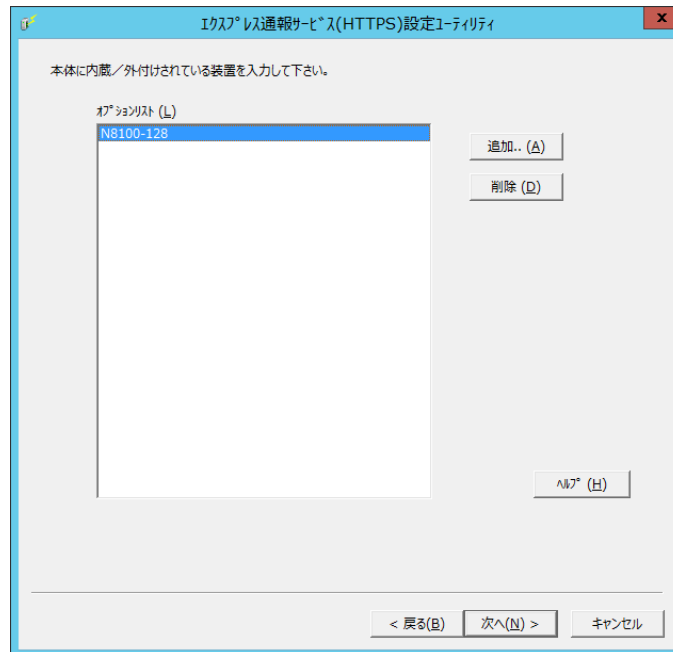 ｴｸｽﾌﾟﾚｽ通報ｻｰﾋﾞｽ(HTTPS)設定ﾕｰﾃｨﾘﾃｨ
x
本体に内蔵／外付けされている装置を入力して下さい。
ｵﾌﾟｼｮﾝﾘｽﾄ (L)
N8100-128
追加.. (A)
削除 (D)
ﾍﾙﾌﾟ (H)
< 戻る(B)
次へ(N) >
キャンセル